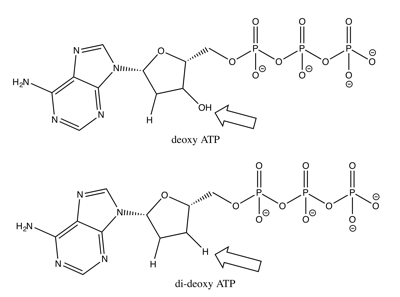 O O O
N O P P P ⊖
N O O O O
H₂N O⊖ O⊖ O⊖
N N OH
H
deoxy ATP
O O O
N O P P P ⊖
N O O O O
H₂N O⊖ O⊖ O⊖
N N H H
di-deoxy ATP